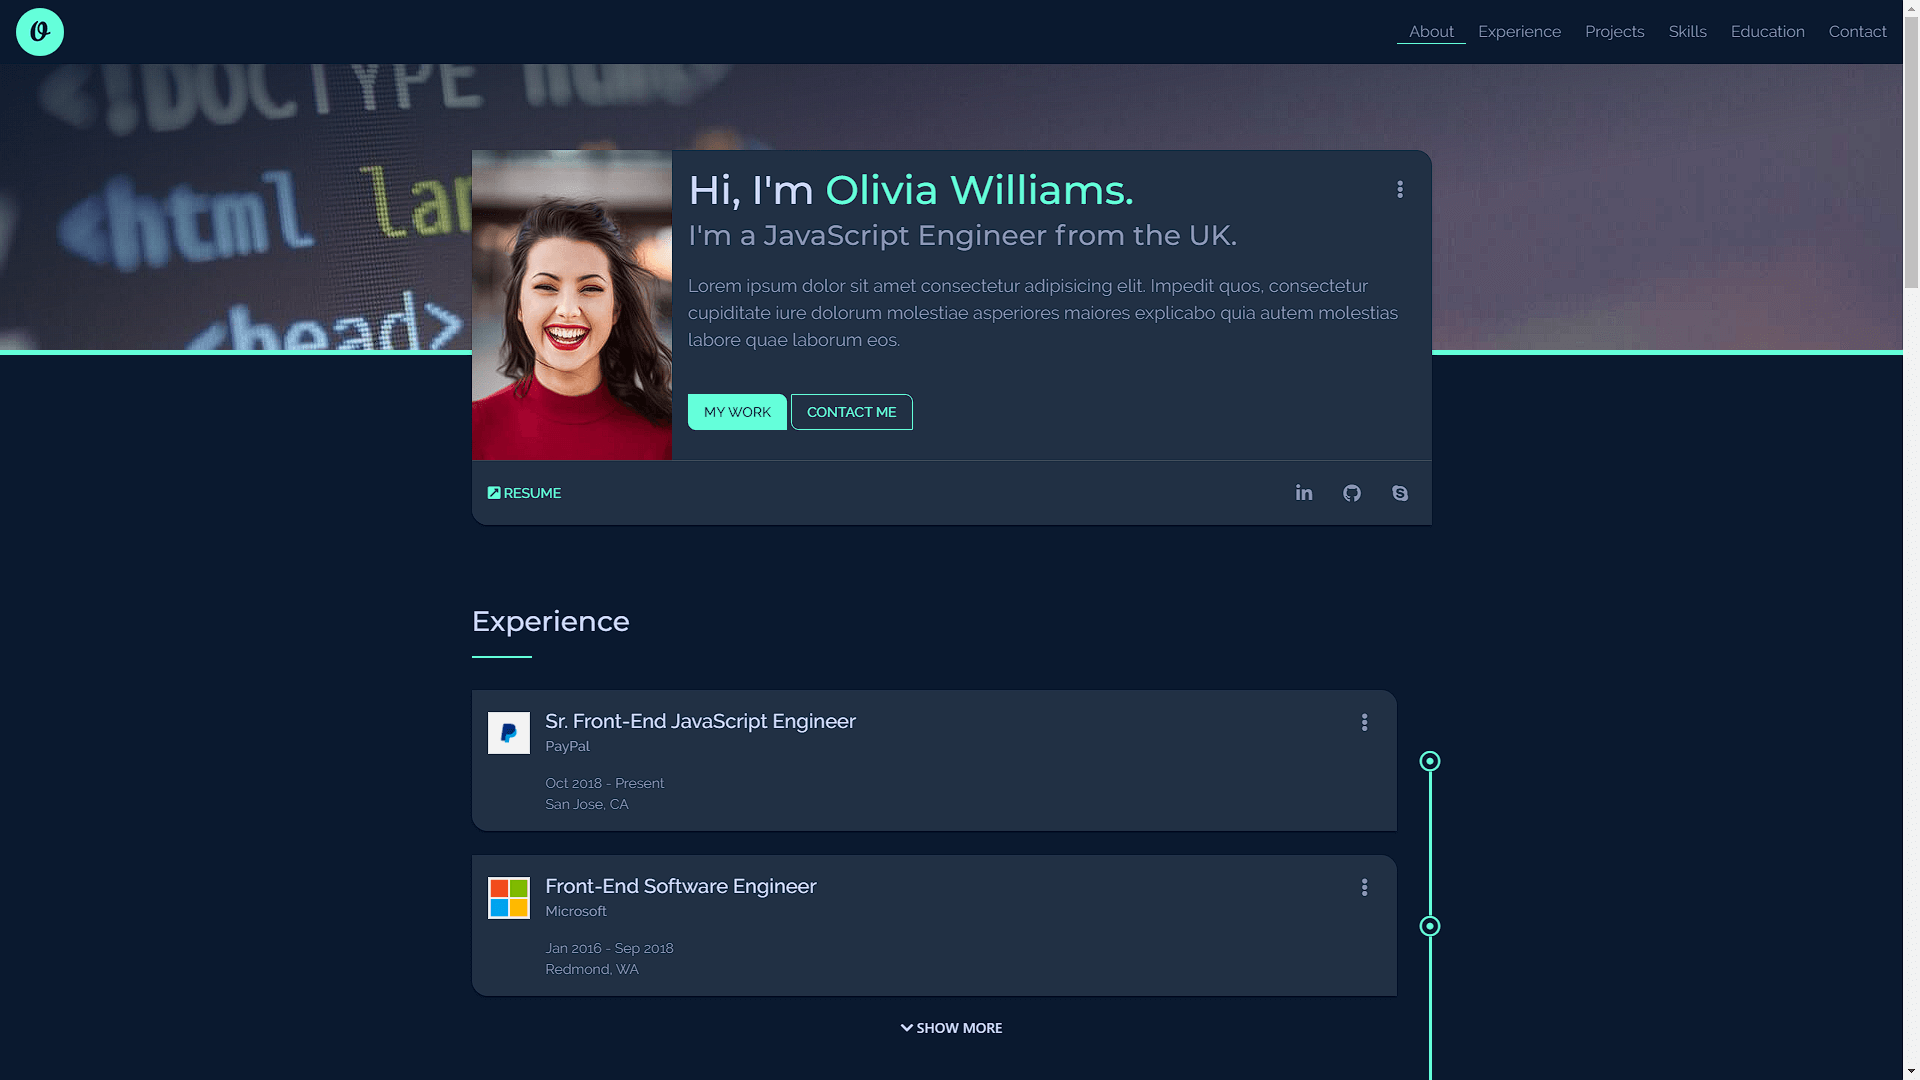 O
About Experience Projects Skills Education Contact
<!DOCTYPE html>
<html lan
<head>
Hi, I'm Olivia Williams.
I'm a JavaScript Engineer from the UK.
Lorem ipsum dolor sit amet consectetur adipisicing elit. Impedit quos, consectetur
cupiditate iure dolorum molestiae asperiores maiores explicabo quia autem molestias
labore quae laborum eos.
MY WORK CONTACT ME
RESUME
in
Experience
Sr. Front-End JavaScript Engineer
PayPal
Oct 2018 - Present
San Jose, CA
Front-End Software Engineer
Microsoft
Jan 2016 - Sep 2018
Redmond, WA
SHOW MORE